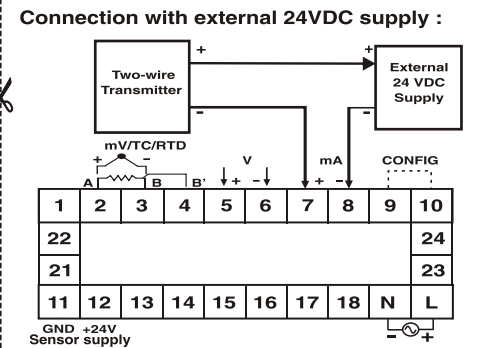 Connection with external 24VDC supply :
+ +
Two-wire
Transmitter
External
24 VDC
Supply
- -
mV/TC/RTD
+ - V mA CONFIG
A B B' + - + -
1 2 3 4 5 6 7 8 9 10
22 24
21 23
11 12 13 14 15 16 17 18 N L
GND +24V - +
Sensor supply